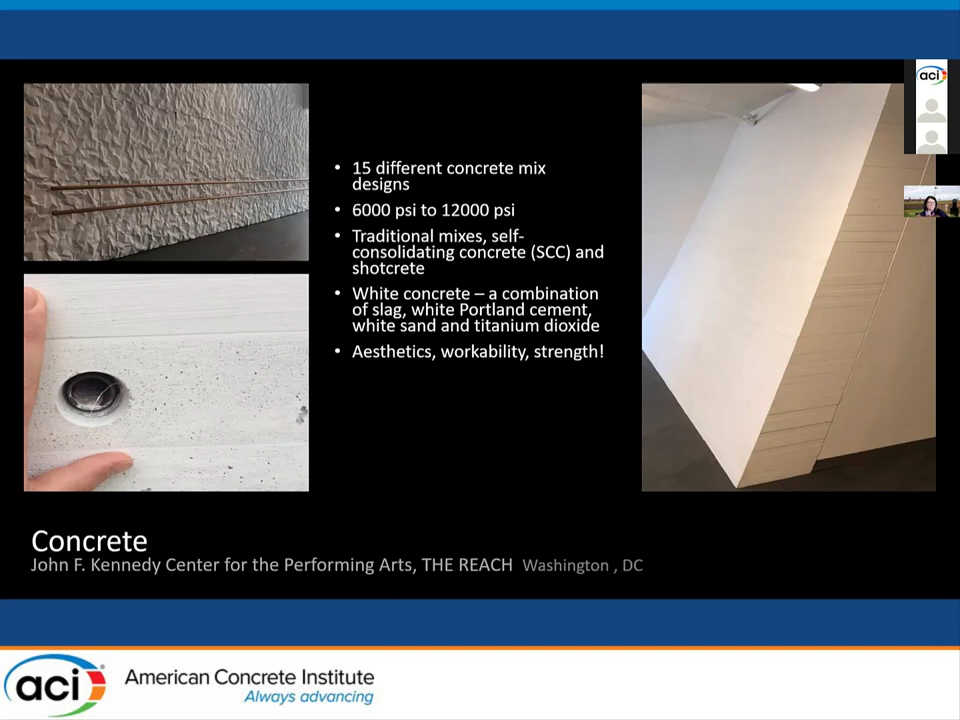 aci
• 15 different concrete mix
designs
• 6000 psi to 12000 psi
• Traditional mixes, self-
consolidating concrete (SCC) and
shotcrete
• White concrete – a combination
of slag, white Portland cement,
white sand and titanium dioxide
• Aesthetics, workability, strength!
Concrete
John F. Kennedy Center for the Performing Arts, THE REACH Washington , DC
aci® American Concrete Institute
Always advancing